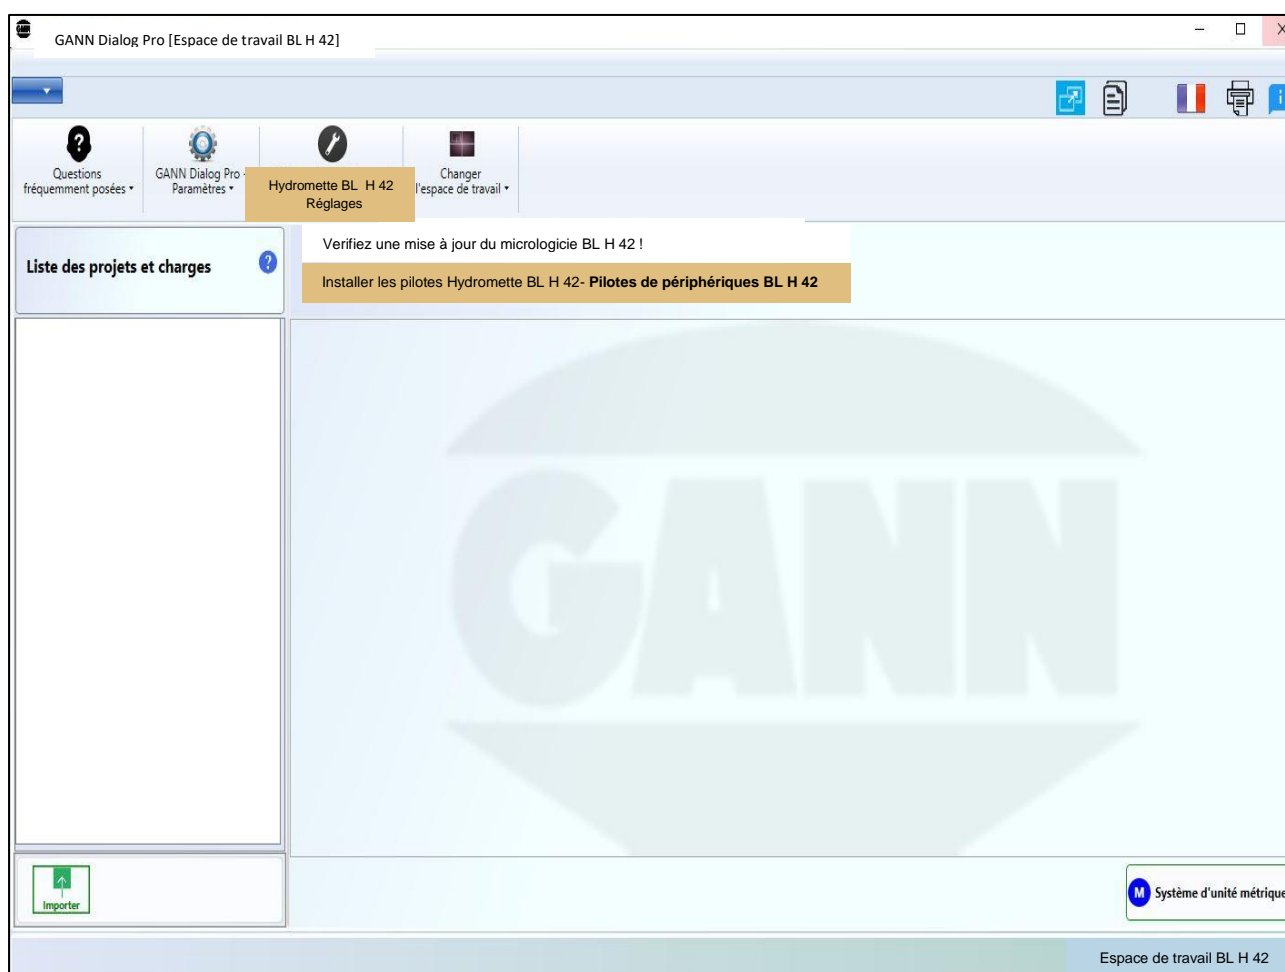 GANN Dialog Pro [Espace de travail BL H 42]
Questions
fréquemment posées
GANN Dialog Pro -
Paramètres
Hydromette BL H 42
Réglages
Changer
l'espace de travail
Liste des projets et charges
?
Verifiez une mise à jour du micrologicie BL H 42 !
Installer les pilotes Hydromette BL H 42- Pilotes de périphériques BL H 42
GANN
Importer
M Système d'unité métrique
Espace de travail BL H 42